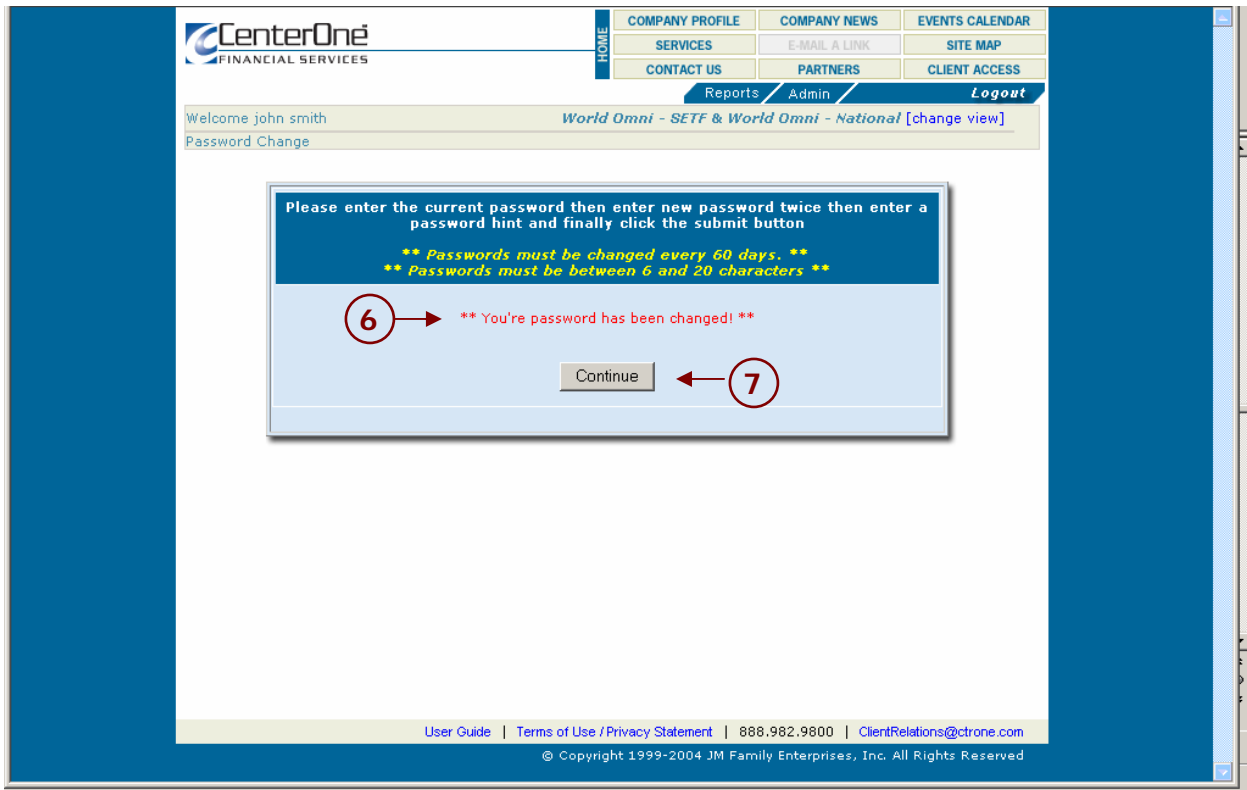 CenterOne
FINANCIAL SERVICES
HOME
COMPANY PROFILE COMPANY NEWS EVENTS CALENDAR
SERVICES E-MAIL A LINK SITE MAP
CONTACT US PARTNERS CLIENT ACCESS
Reports Admin Logout
Welcome john smith World Omni - SETF & World Omni - National [change view]
Password Change
Please enter the current password then enter new password twice then enter a
password hint and finally click the submit button
** Passwords must be changed every 60 days. **
** Passwords must be between 6 and 20 characters **
6 ** You're password has been changed! **
Continue 7
User Guide | Terms of Use / Privacy Statement | 888.982.9800 | ClientRelations@ctrone.com
© Copyright 1999-2004 JM Family Enterprises, Inc. All Rights Reserved